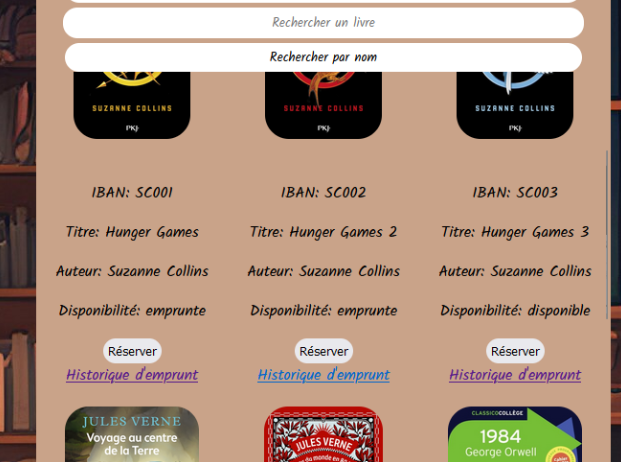 Rechercher un livre
Rechercher par nom
SUZANNE COLLINS
SUZANNE COLLINS
SUZANNE COLLINS
PKJ
PKJ
PKJ
IBAN: SC001
IBAN: SC002
IBAN: SC003
Titre: Hunger Games
Titre: Hunger Games 2
Titre: Hunger Games 3
Auteur: Suzanne Collins
Auteur: Suzanne Collins
Auteur: Suzanne Collins
Disponibilité: emprunte
Disponibilité: emprunte
Disponibilité: disponible
Réserver
Réserver
Réserver
Historique d'emprunt
Historique d'emprunt
Historique d'emprunt
JULES VERNE
Voyage au centre
de la Terre
JULES VERNE
du monde en
CLASSICOCOLLÈGE
1984
George Orwell